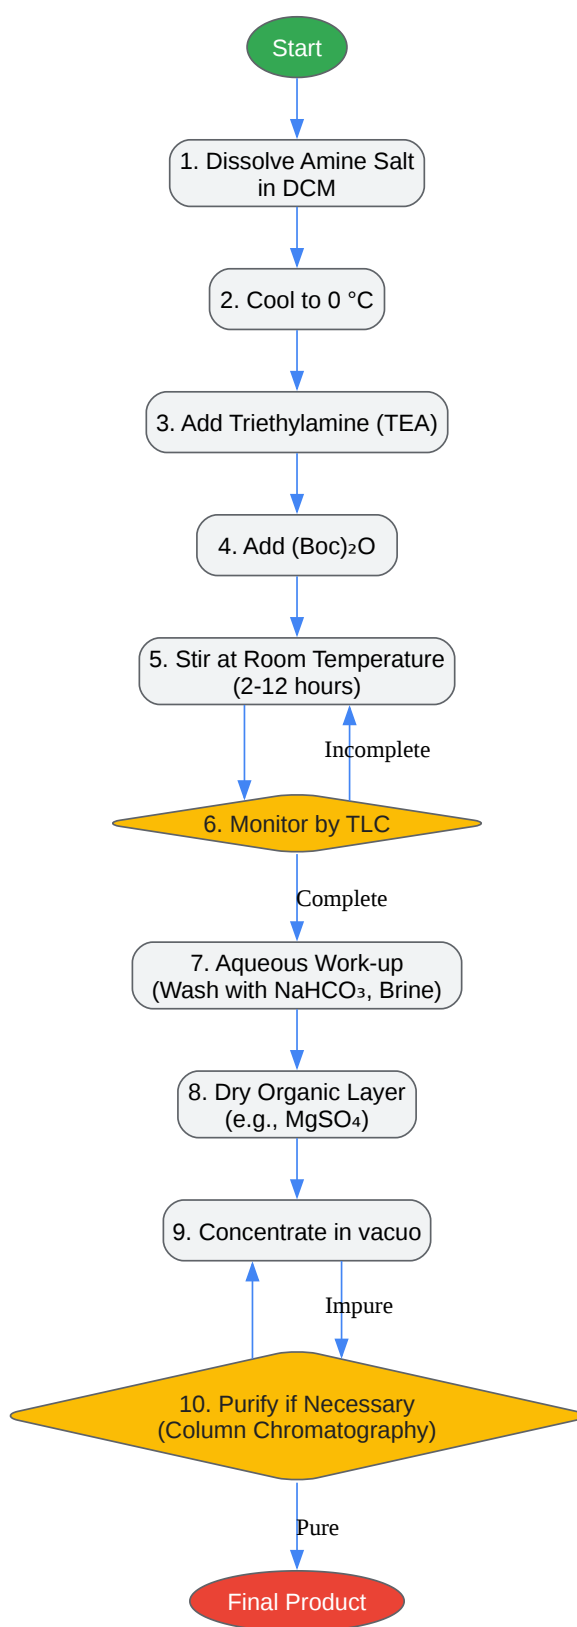 Start
1. Dissolve Amine Salt
in DCM
2. Cool to 0 °C
3. Add Triethylamine (TEA)
4. Add (Boc)₂O
5. Stir at Room Temperature
(2-12 hours)
Incomplete
6. Monitor by TLC
Complete
7. Aqueous Work-up
(Wash with NaHCO₃, Brine)
8. Dry Organic Layer
(e.g., MgSO₄)
9. Concentrate in vacuo
Impure
10. Purify if Necessary
(Column Chromatography)
Pure
Final Product